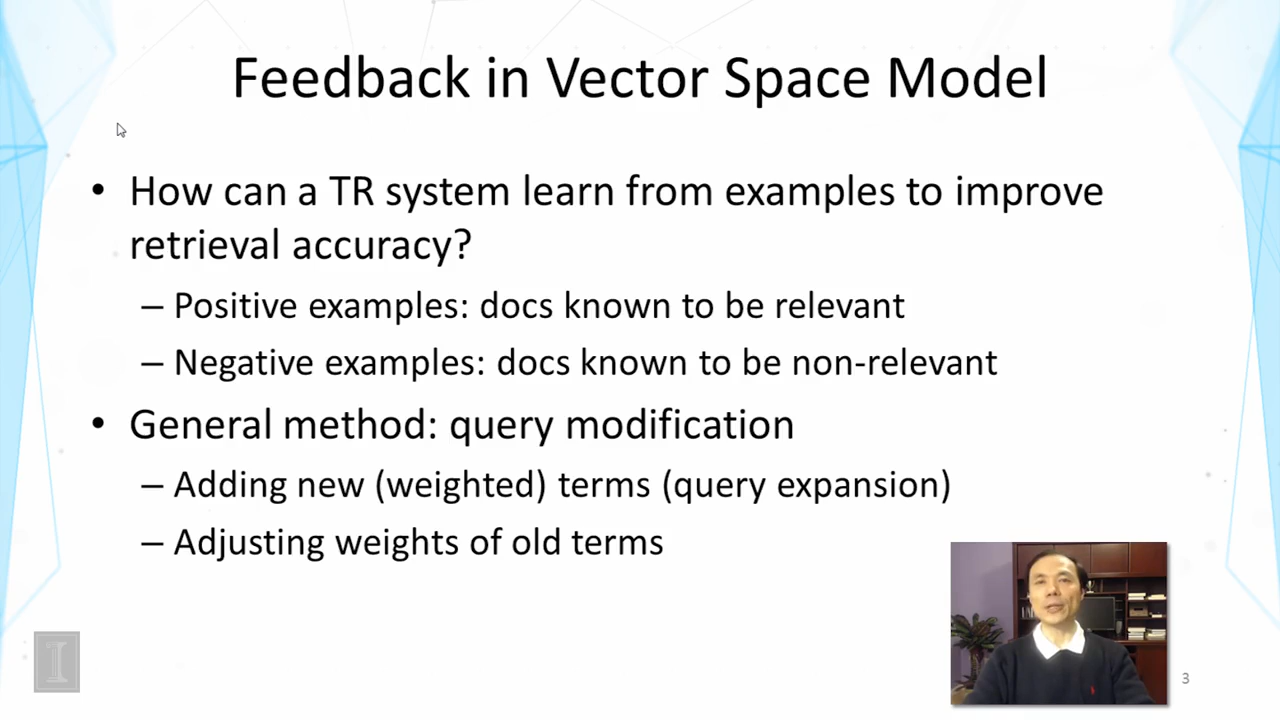 Feedback in Vector Space Model
• How can a TR system learn from examples to improve
retrieval accuracy?
– Positive examples: docs known to be relevant
– Negative examples: docs known to be non-relevant
• General method: query modification
– Adding new (weighted) terms (query expansion)
– Adjusting weights of old terms
I
3